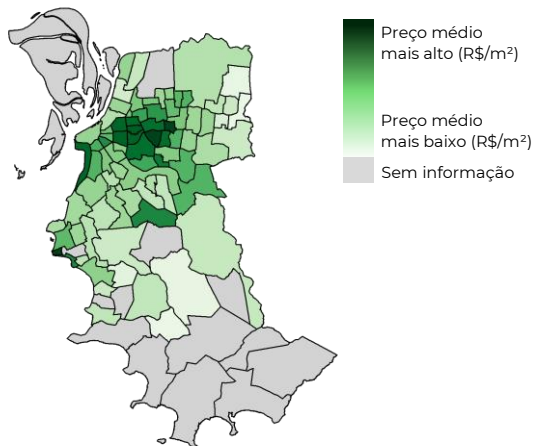 Preço médio
mais alto (R$/m²)
Preço médio
mais baixo (R$/m²)
Sem informação